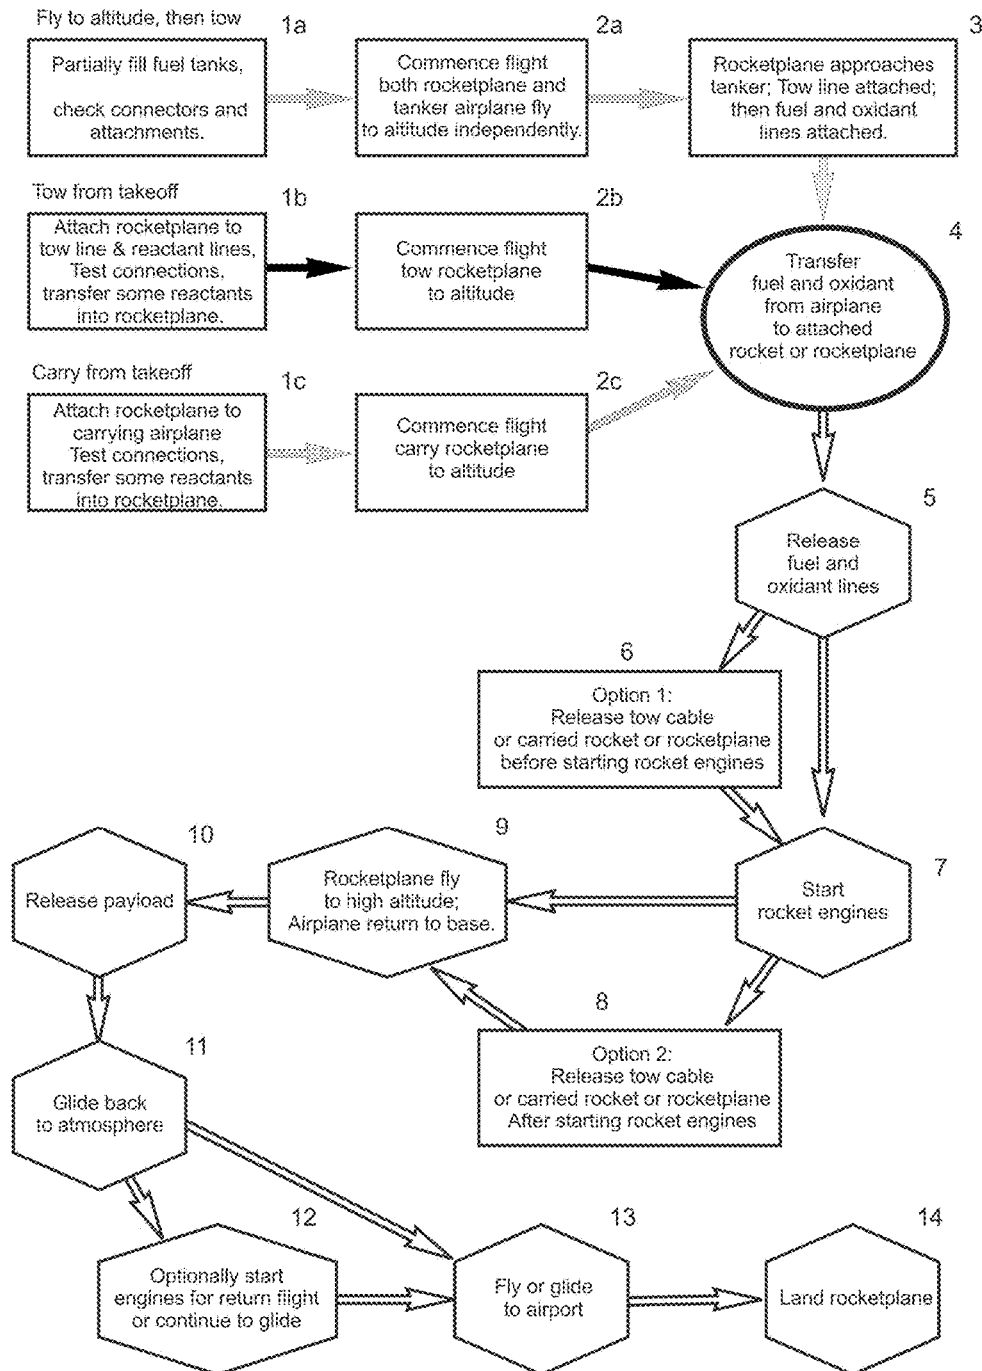 Fly to altitude, then tow
1a
2a
3
Partially fill fuel tanks,
check connectors and
attachments.
Commence flight
both rocketplane and
tanker airplane fly
to altitude independently.
Rocketplane approaches
tanker; Tow line attached;
then fuel and oxidant
lines attached.
Tow from takeoff
1b
2b
4
Attach rocketplane to
tow line & reactant lines,
Test connections,
transfer some reactants
into rocketplane.
Commence flight
tow rocketplane
to altitude
Transfer
fuel and oxidant
from airplane
to attached
rocket or rocketplane
Carry from takeoff
1c
2c
Attach rocketplane to
carrying airplane
Test connections,
transfer some reactants
into rocketplane.
Commence flight
carry rocketplane
to altitude
5
Release
fuel and
oxidant lines
6
Option 1:
Release tow cable
or carried rocket or rocketplane
before starting rocket engines
7
Start
rocket engines
8
Option 2:
Release tow cable
or carried rocket or rocketplane
After starting rocket engines
9
Rocketplane fly
to high altitude;
Airplane return to base.
10
Release payload
11
Glide back
to atmosphere
12
Optionally start
engines for return flight
or continue to glide
13
Fly or glide
to airport
14
Land rocketplane